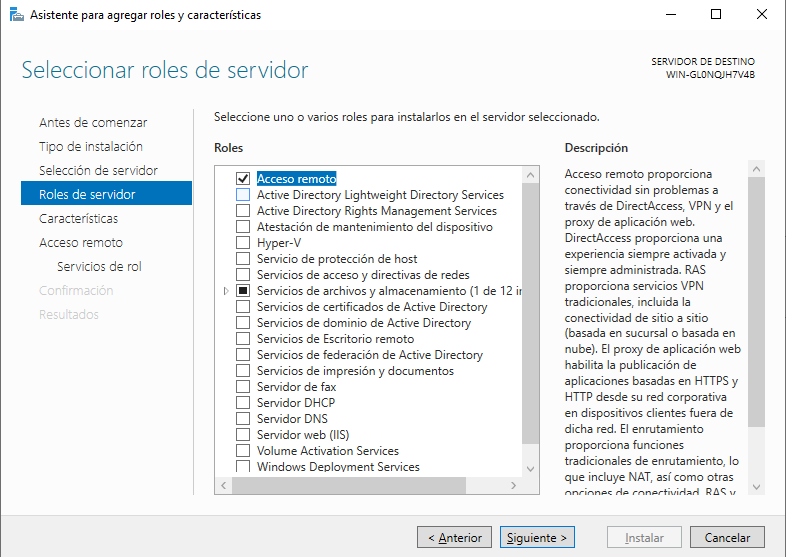 Asistente para agregar roles y características
Seleccionar roles de servidor
SERVIDOR DE DESTINO
WIN-GL0NQJH7V4B
Antes de comenzar
Tipo de instalación
Selección de servidor
Roles de servidor
Características
Acceso remoto
Servicios de rol
Confirmación
Resultados
Seleccione uno o varios roles para instalarlos en el servidor seleccionado.
Roles
Acceso remoto
Active Directory Lightweight Directory Services
Active Directory Rights Management Services
Atestación de mantenimiento del dispositivo
Hyper-V
Servicio de protección de host
Servicios de acceso y directivas de redes
Servicios de archivos y almacenamiento (1 de 12 in
Servicios de certificados de Active Directory
Servicios de dominio de Active Directory
Servicios de Escritorio remoto
Servicios de federación de Active Directory
Servicios de impresión y documentos
Servidor de fax
Servidor DHCP
Servidor DNS
Servidor web (IIS)
Volume Activation Services
Windows Deployment Services
Descripción
Acceso remoto proporciona
conectividad sin problemas a
través de DirectAccess, VPN y el
proxy de aplicación web.
DirectAccess proporciona una
experiencia siempre activada y
siempre administrada. RAS
proporciona servicios VPN
tradicionales, incluida la
conectividad de sitio a sitio
(basada en sucursal o basada en
nube). El proxy de aplicación web
habilita la publicación de
aplicaciones basadas en HTTPS y
HTTP desde su red corporativa
en dispositivos clientes fuera de
dicha red. El enrutamiento
proporciona funciones
tradicionales de enrutamiento, lo
que incluye NAT, así como otras
opciones de conectividad. RAS y
< Anterior
Siguiente >
Instalar
Cancelar